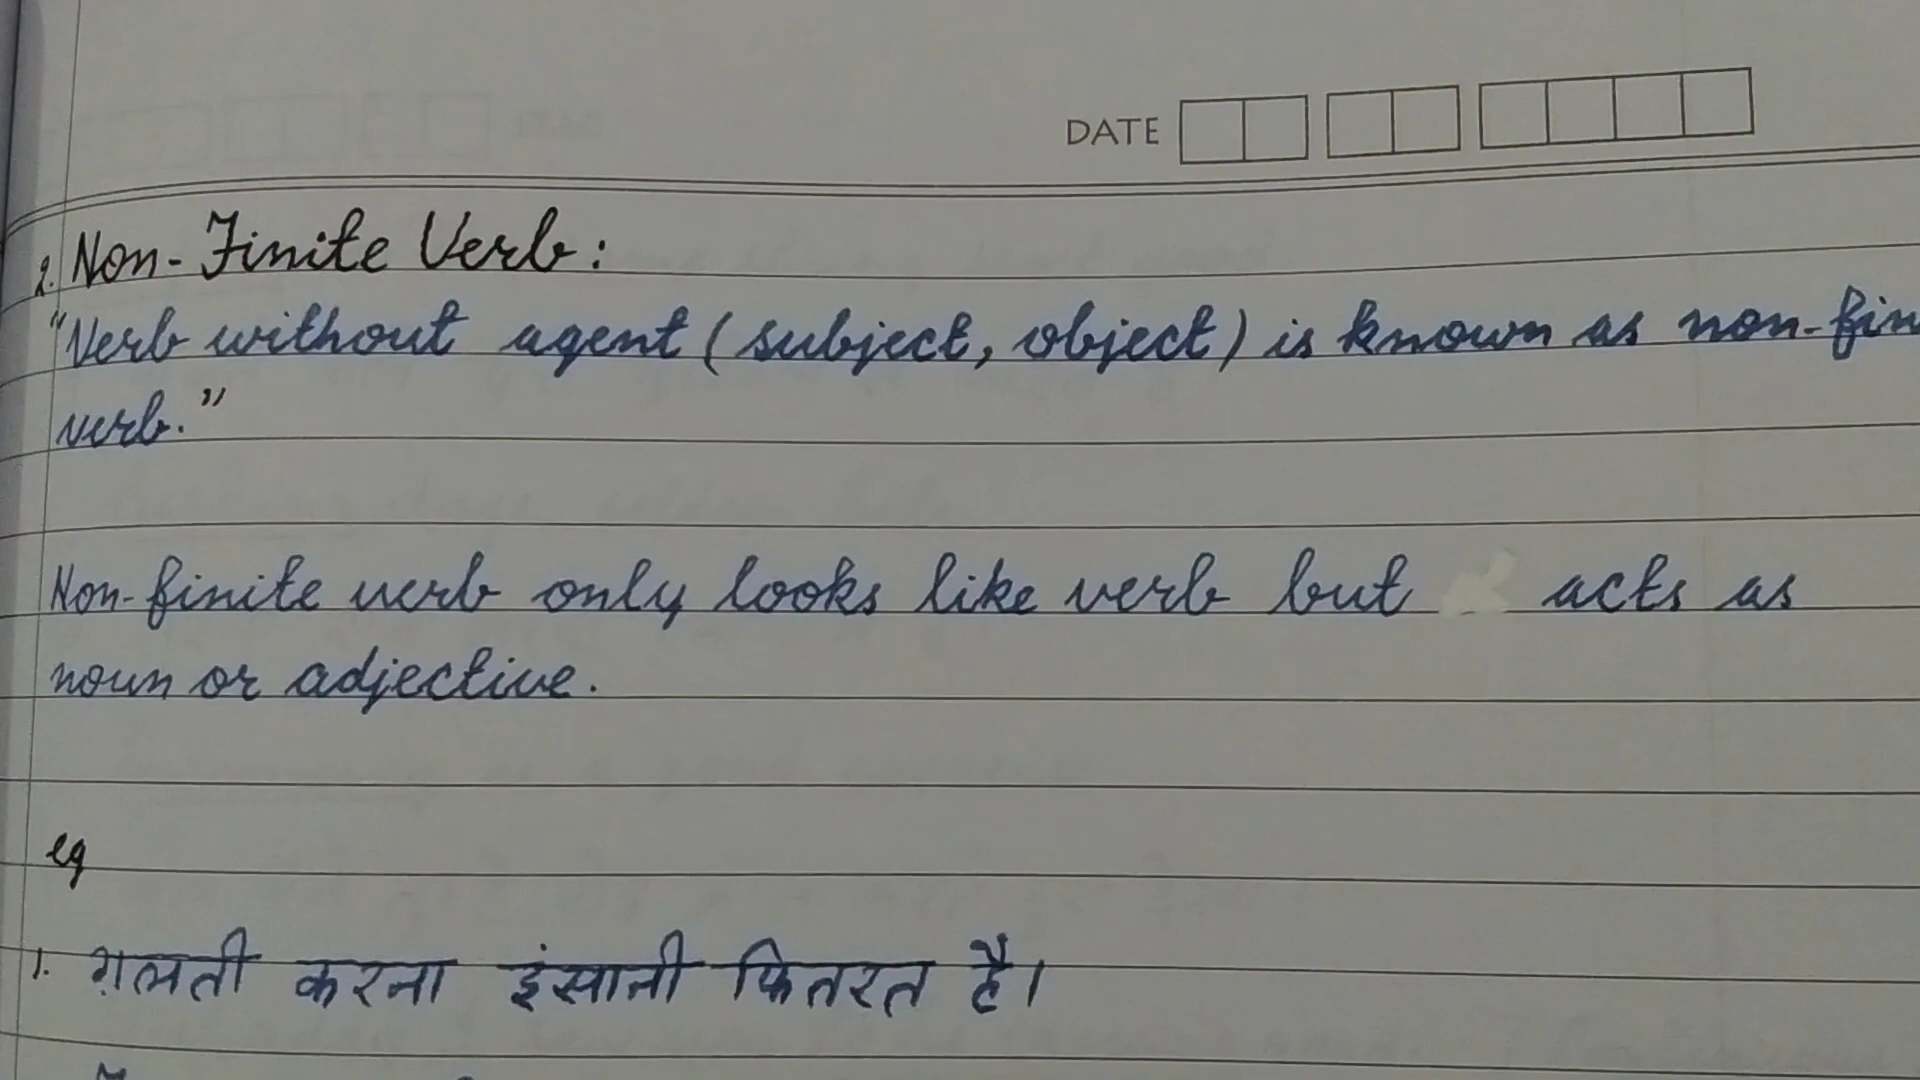 DATE
2. Non-Finite Verb:
"Verb without agent (subject, object) is known as non-fin
verb."
Non-finite verb only looks like verb but acts as
noun or adjective.
eg
1. ग़लती करना इंसानी फितरत है।